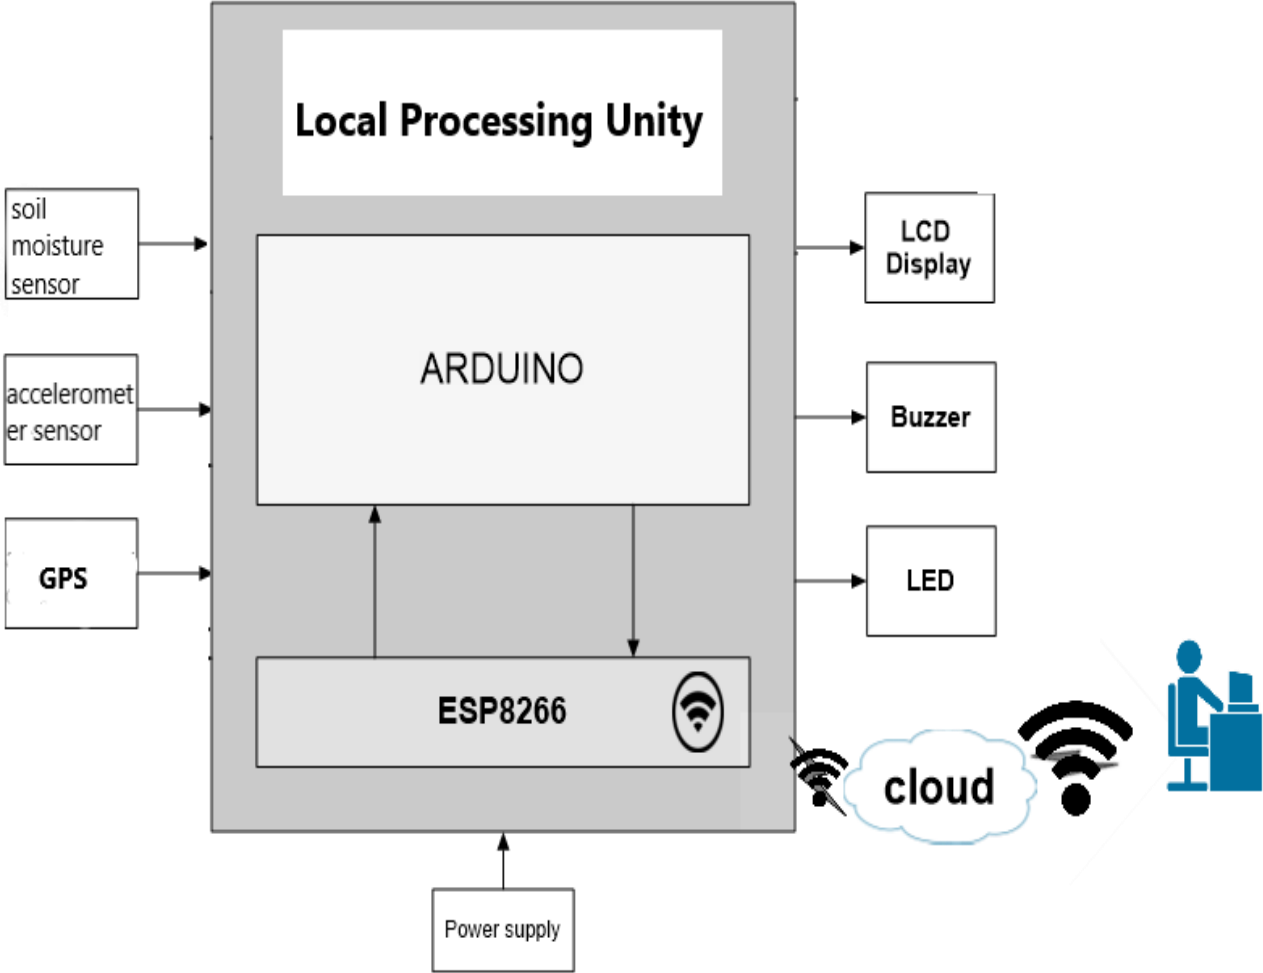 Local Processing Unity
soil
moisture
sensor
ARDUINO
LCD
Display
acceleromet
er sensor
Buzzer
GPS
LED
ESP8266
cloud
Power supply